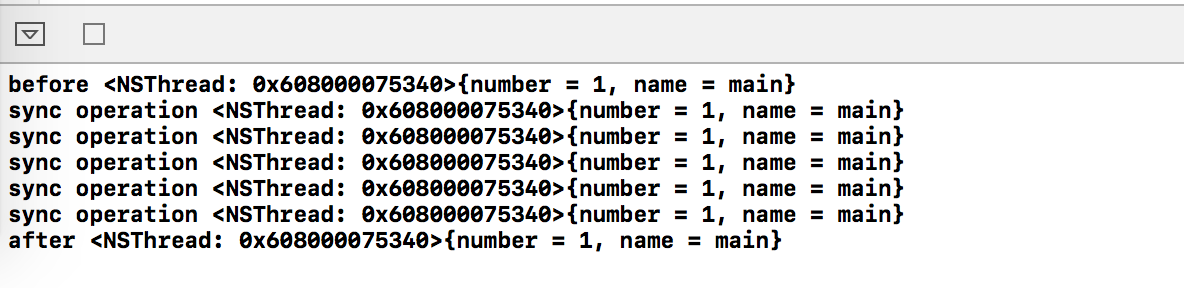 before <NSThread: 0x608000075340>{number = 1, name = main}
sync operation <NSThread: 0x608000075340>{number = 1, name = main}
sync operation <NSThread: 0x608000075340>{number = 1, name = main}
sync operation <NSThread: 0x608000075340>{number = 1, name = main}
sync operation <NSThread: 0x608000075340>{number = 1, name = main}
sync operation <NSThread: 0x608000075340>{number = 1, name = main}
after <NSThread: 0x608000075340>{number = 1, name = main}